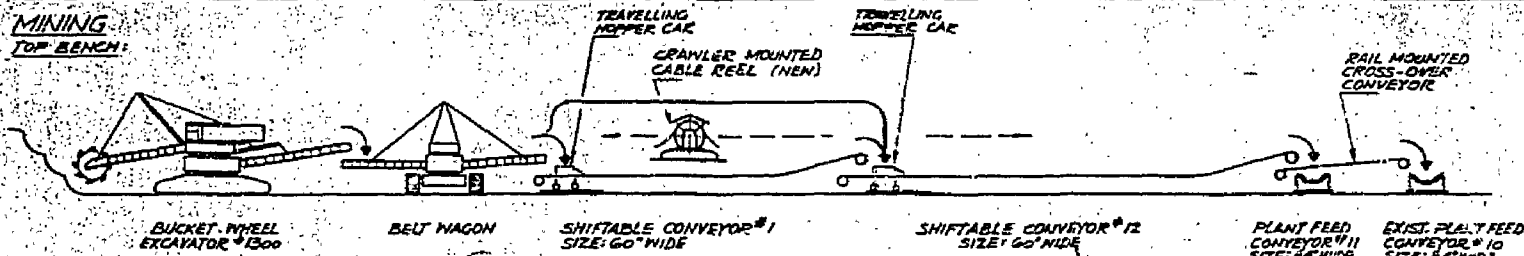 MINING
TOP BENCH:
TRAVELLING
HOPPER CAR
CRAWLER MOUNTED
CABLE REEL (NEW)
TRAVELLING
HOPPER CAR
RAIL MOUNTED
CROSS-OVER
CONVEYOR
BUCKET-WHEEL
EXCAVATOR #1300
BELT WAGON
SHIFTABLE CONVEYOR #1
SIZE: 60" WIDE
SHIFTABLE CONVEYOR #12
SIZE: 60" WIDE
PLANT FEED
CONVEYOR #11
EXIST. PLANT FEED
CONVEYOR #10